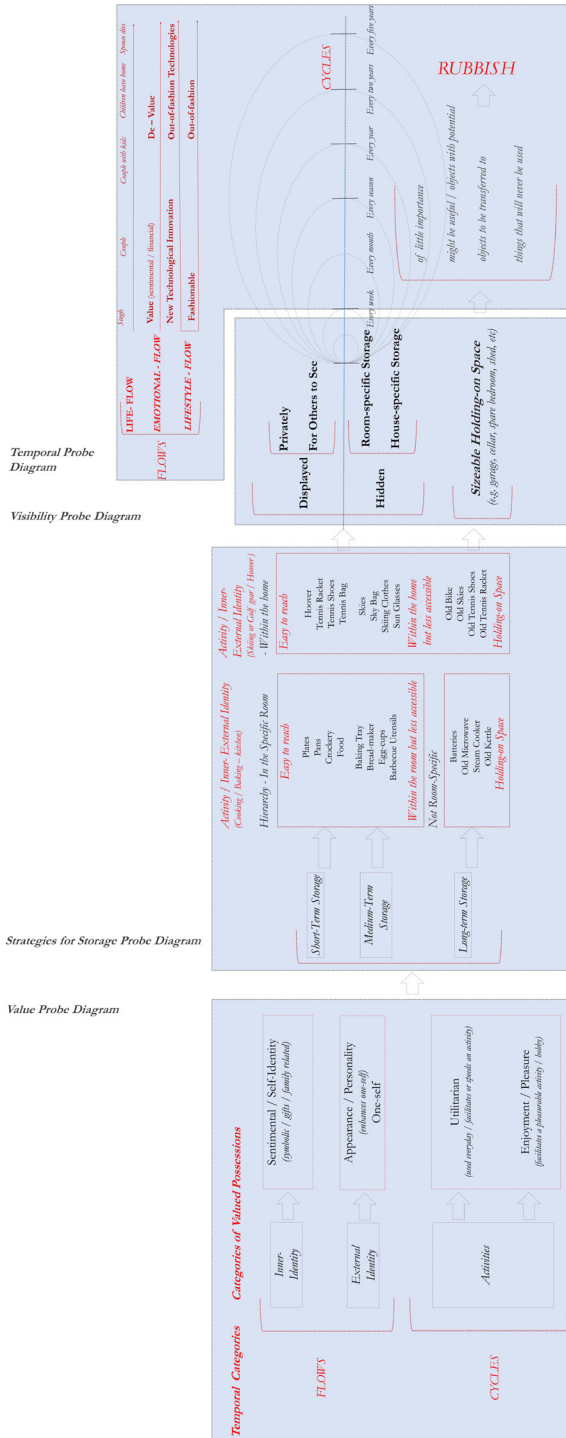 Value Probe Diagram
Temporal Categories
Categories of Valued Possessions
FLOWS
Inner-
Identity
Sentimental / Self-Identity
(symbolic / gifts / family related)
External
Identity
Appearance / Personality
(enhances one-self)
One-self
CYCLES
Activities
Utilitarian
(used everyday / facilitates or speeds an activity)
Enjoyment / Pleasure
(facilitates a pleasurable activity / hobby)
Strategies for Storage Probe Diagram
Short-Term Storage
Medium-Term
Storage
Long-term Storage
Activity / Inner- External Identity
(Cooking / Baking – kitchen)
Hierarchy - In the Specific Room
Easy to reach
Plates
Pans
Crockery
Food
Baking Tray
Bread-maker
Egg-cups
Barbecue Utensils
Within the room but less accessible
Not Room-Specific
Batteries
Old Microwave
Steam Cooker
Old Kettle
Holding-on Space
Activity / Inner-
External Identity
(Skiing or Golf gear / Hoover)
- Within the home
Easy to reach
Hoover
Tennis Racket
Tennis Shoes
Tennis Bag
Skies
Sky Bag
Skiing Clothes
Sun Glasses
Within the home
but less accessible
Old Bike
Old Skies
Old Tennis Shoes
Old Tennis Racket
Holding-on Space
Visibility Probe Diagram
Displayed
Privately
For Others to See
Hidden
Room-specific Storage
House-specific Storage
Sizeable Holding-on Space
(e.g. garage, cellar, spare bedroom, shed, etc)
Temporal Probe
Diagram
FLOWS
LIFE- FLOW
Single
Couple
Couple with kids
Children leave home
Spouse dies
EMOTIONAL - FLOW
Value (sentimental / financial)
De – Value
New Technological Innovation
Out-of-fashion Technologies
LIFESTYLE - FLOW
Fashionable
Out-of-fashion
CYCLES
Every week
Every month
Every season
Every year
Every two years
Every five years
of little importance
might be useful / objects with potential
objects to be transferred to
things that will never be used
RUBBISH